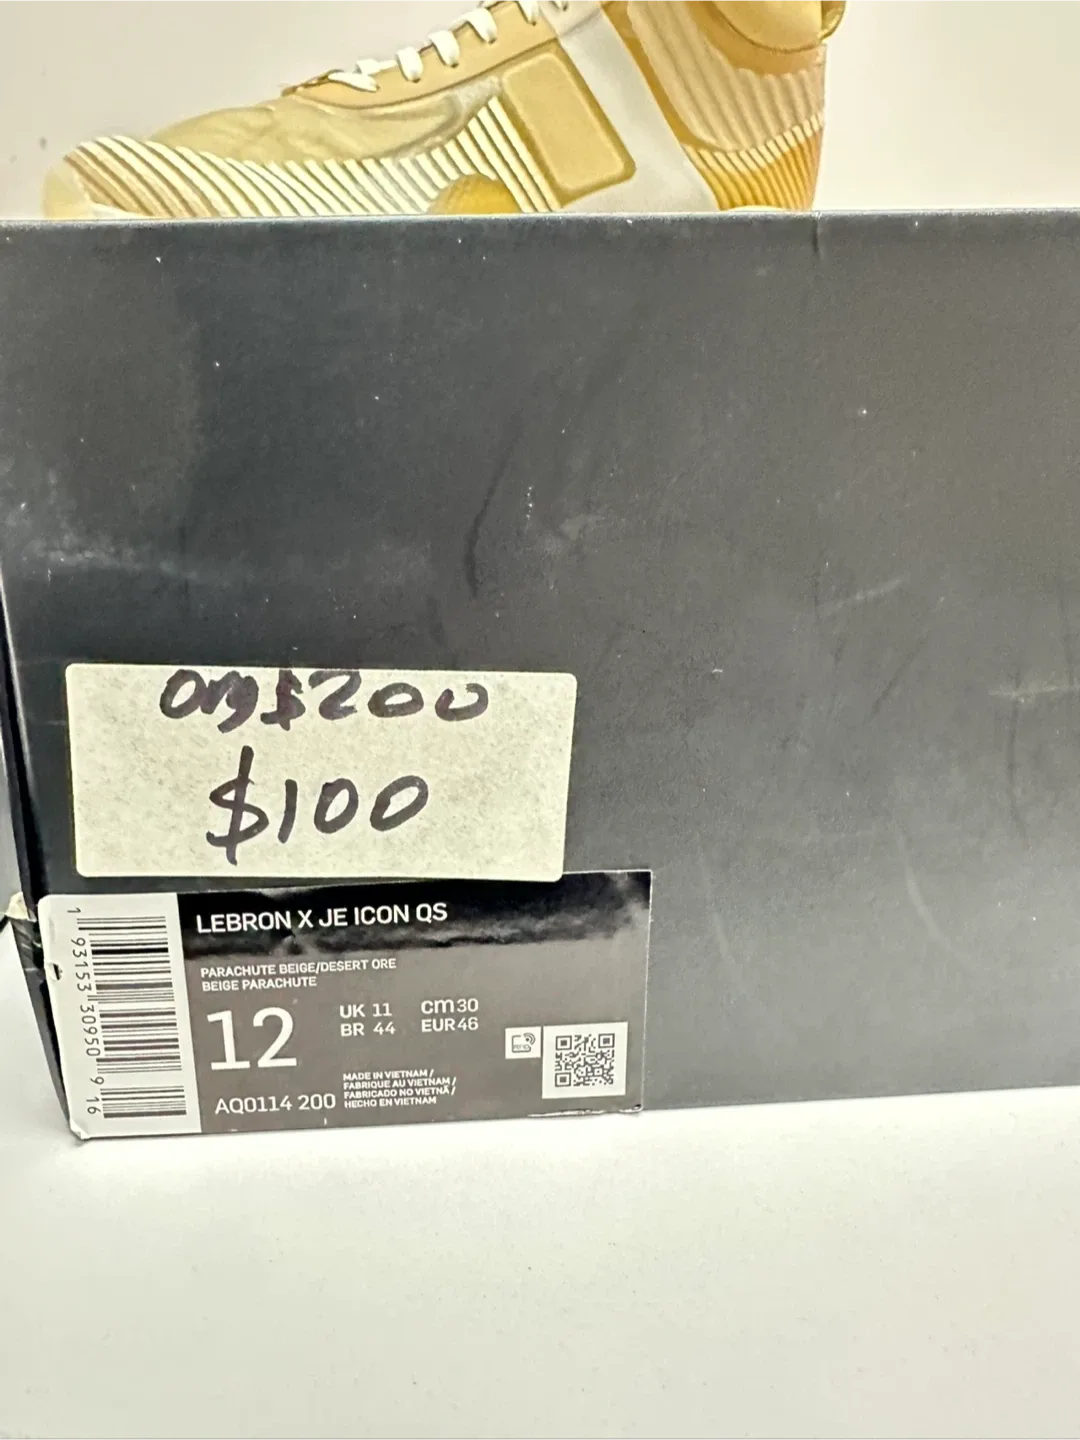 Org $200
$100
LEBRON X JE ICON QS
PARACHUTE BEIGE/DESERT ORE
BEIGE PARACHUTE
12
UK 11 cm 30
BR 44 EUR 46
MADE IN VIETNAM /
FABRIQUE AU VIETNAM /
FABRICADO NO VIETNÃ /
HECHO EN VIETNAM
AQ0114 200
1 93153 30950 9 16